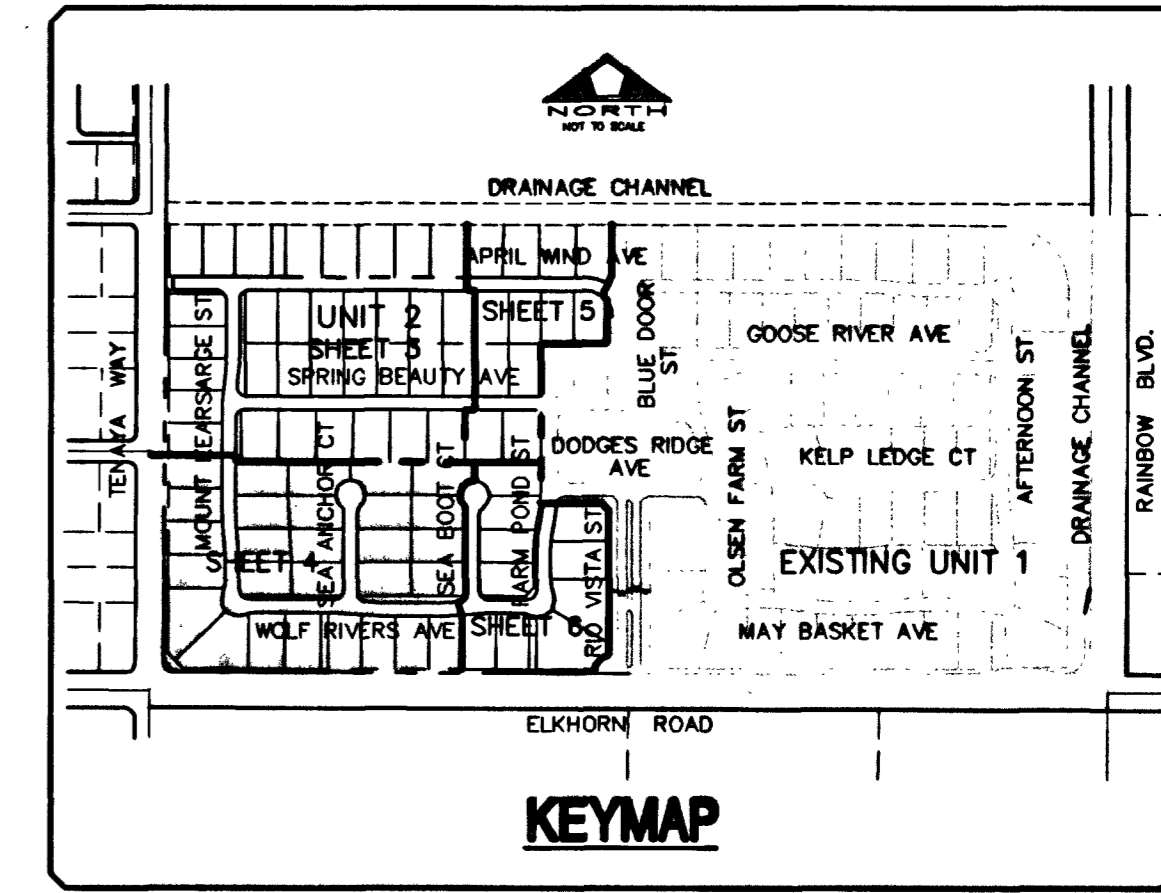 NORTH
NOT TO SCALE
DRAINAGE CHANNEL
APRIL WIND AVE
UNIT 2
SHEET 3
SHEET 5
SPRING BEAUTY AVE
BLUE DOOR
ST
GOOSE RIVER AVE
TENAYA WAY
MOUNT KEARSARGE ST
SEA ANCHOR CT
SEA BOOT ST
FARM POND ST
DODGES RIDGE
AVE
OLSEN FARM ST
KELP LEDGE CT
AFTERNOON ST
DRAINAGE CHANNEL
RAINBOW BLVD.
SHEET 4
RIO VISTA ST
EXISTING UNIT 1
WOLF RIVERS AVE
SHEET 6
MAY BASKET AVE
ELKHORN ROAD
KEYMAP